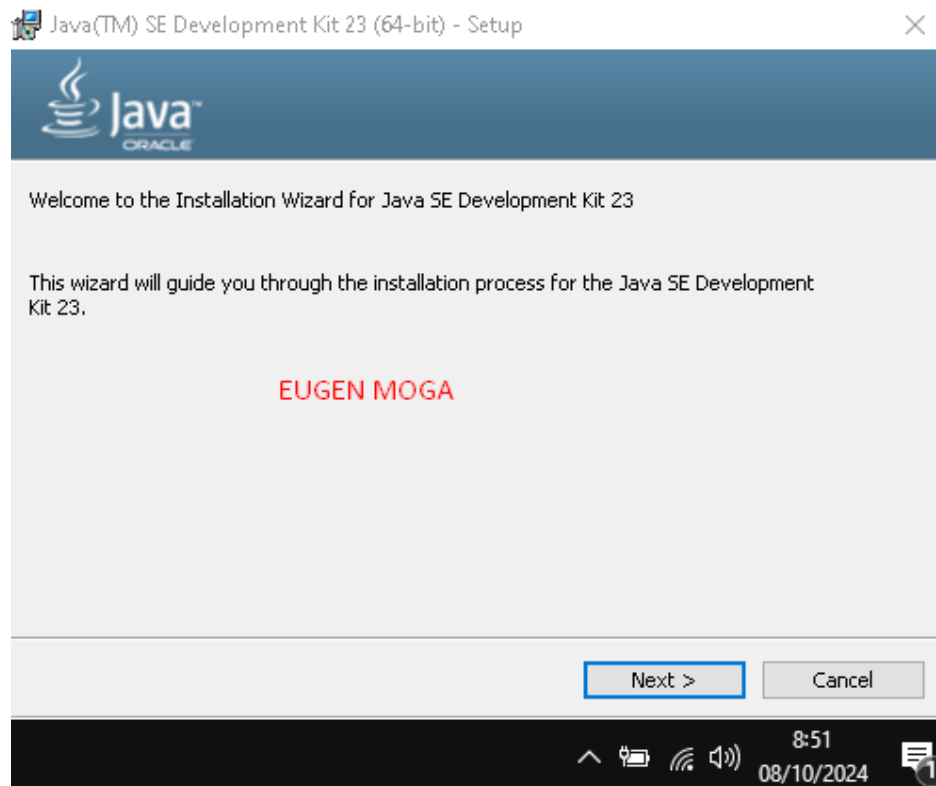 Java(TM) SE Development Kit 23 (64-bit) - Setup
Java™
ORACLE
Welcome to the Installation Wizard for Java SE Development Kit 23
This wizard will guide you through the installation process for the Java SE Development
Kit 23.
EUGEN MOGA
Next >
Cancel
8:51
08/10/2024
1